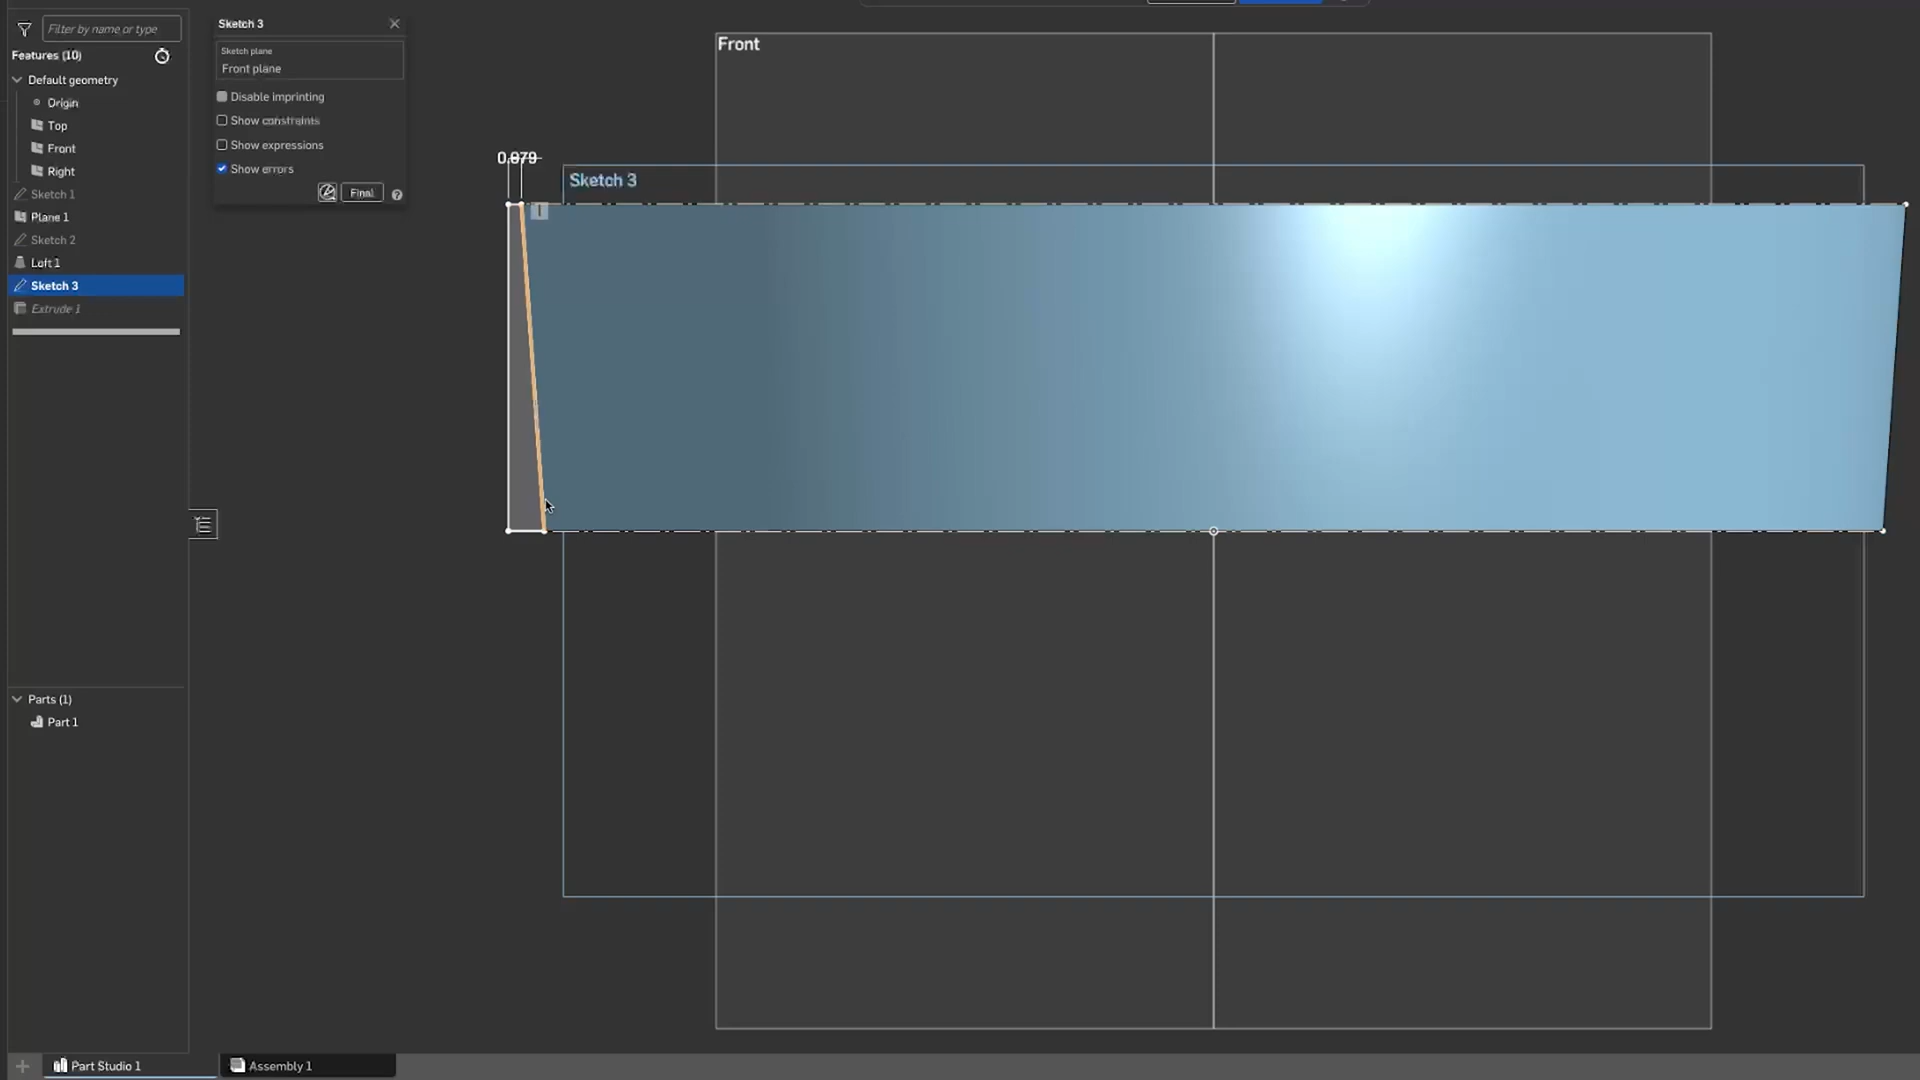 Filter by name or type
Features (10)
Default geometry
Origin
Top
Front
Right
Sketch 1
Plane 1
Sketch 2
Loft 1
Sketch 3
Extrude 1
Parts (1)
Part 1
Sketch 3
Sketch plane
Front plane
Disable imprinting
Show constraints
Show expressions
Show errors
Final
Front
0.979
Sketch 3
Part Studio 1
Assembly 1